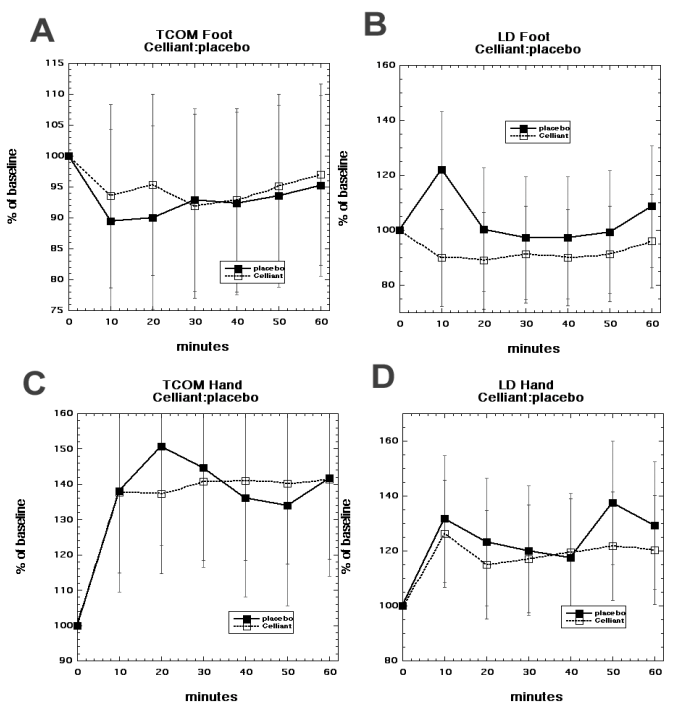 A
TCOM Foot
Celliant:placebo
115
110
105
100
95
90
85
80
75
% of baseline
placebo
Celliant
0 10 20 30 40 50 60
minutes
B
LD Foot
Celliant:placebo
160
140
120
100
80
% of baseline
placebo
Celliant
0 10 20 30 40 50 60
minutes
C
TCOM Hand
Celliant:placebo
160
150
140
130
120
110
100
90
% of baseline
placebo
Celliant
0 10 20 30 40 50 60
minutes
D
LD Hand
Celliant:placebo
170
160
140
120
100
80
% of baseline
placebo
Celliant
0 10 20 30 40 50 60
minutes